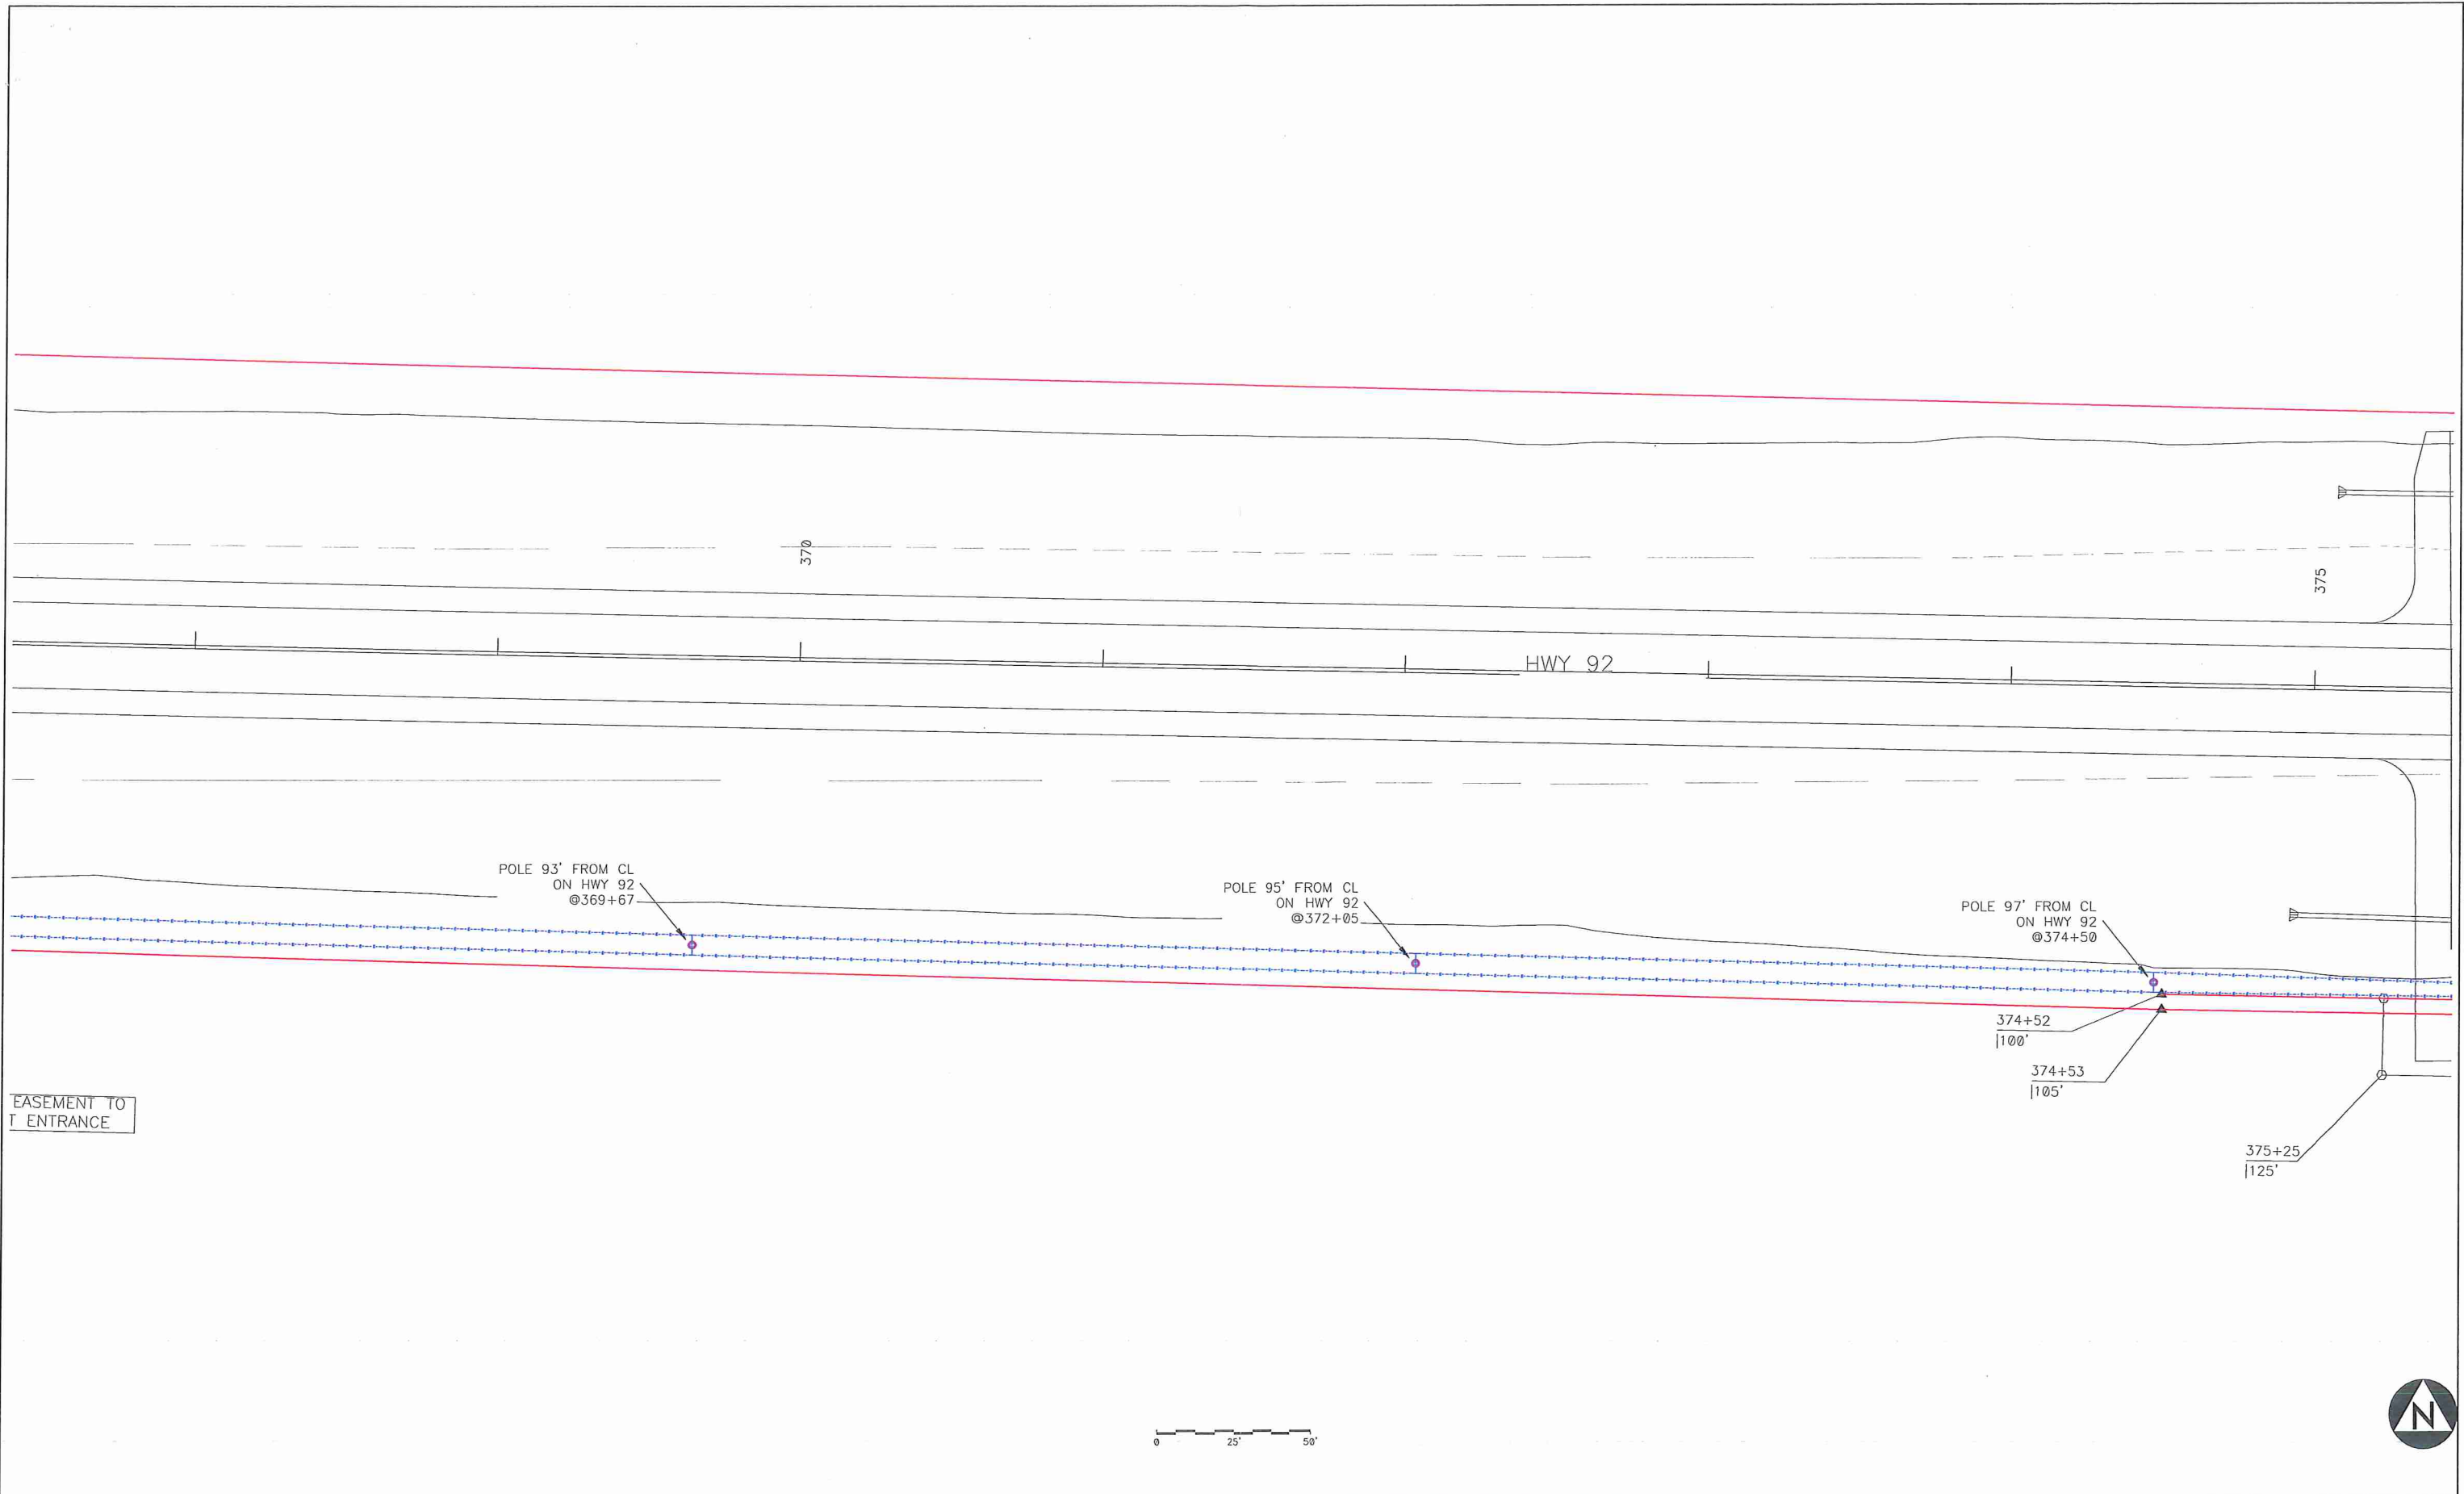 370
375
HWY 92
POLE 93' FROM CL
ON HWY 92
@369+67
POLE 95' FROM CL
ON HWY 92
@372+05
POLE 97' FROM CL
ON HWY 92
@374+50
374+52
100'
374+53
105'
375+25
125'
EASEMENT TO
T ENTRANCE
0 25' 50'
N